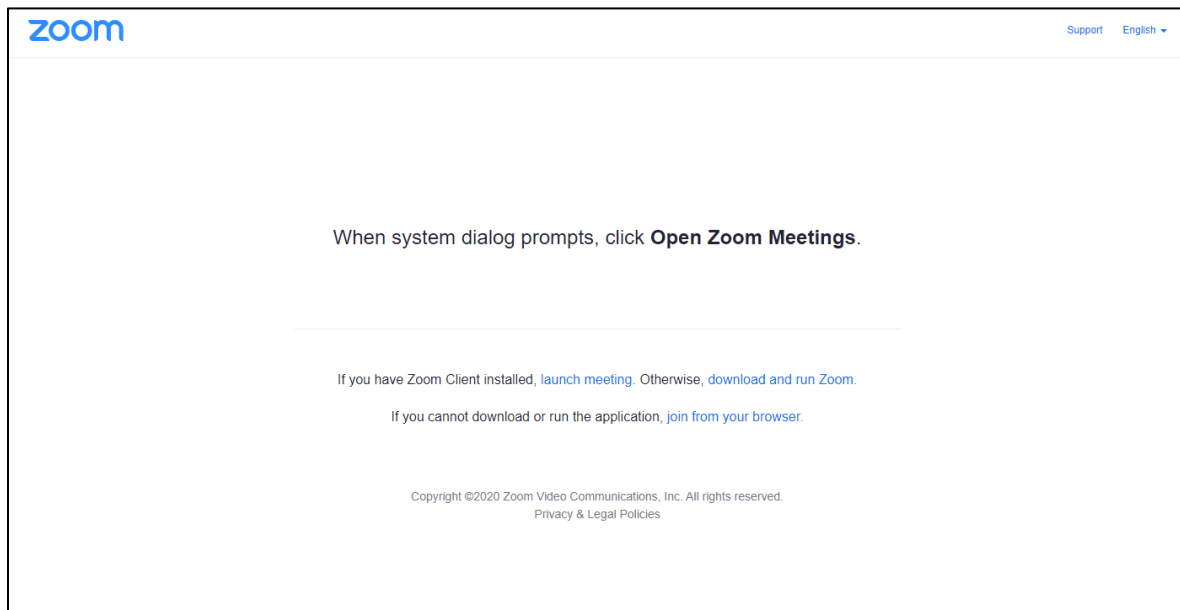 zoom
Support English
When system dialog prompts, click Open Zoom Meetings.
If you have Zoom Client installed, launch meeting. Otherwise, download and run Zoom.
If you cannot download or run the application, join from your browser.
Copyright ©2020 Zoom Video Communications, Inc. All rights reserved.
Privacy & Legal Policies